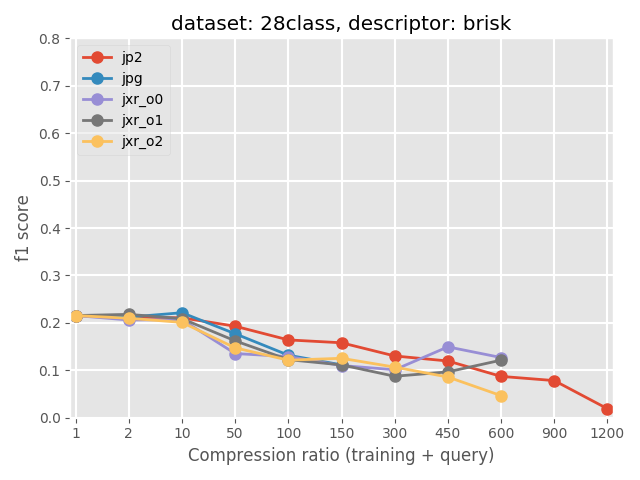 dataset: 28class, descriptor: brisk
jp2
jpg
jxr_o0
jxr_o1
jxr_o2
f1 score
0.8
0.7
0.6
0.5
0.4
0.3
0.2
0.1
0.0
1 2 10 50 100 150 300 450 600 900 1200
Compression ratio (training + query)